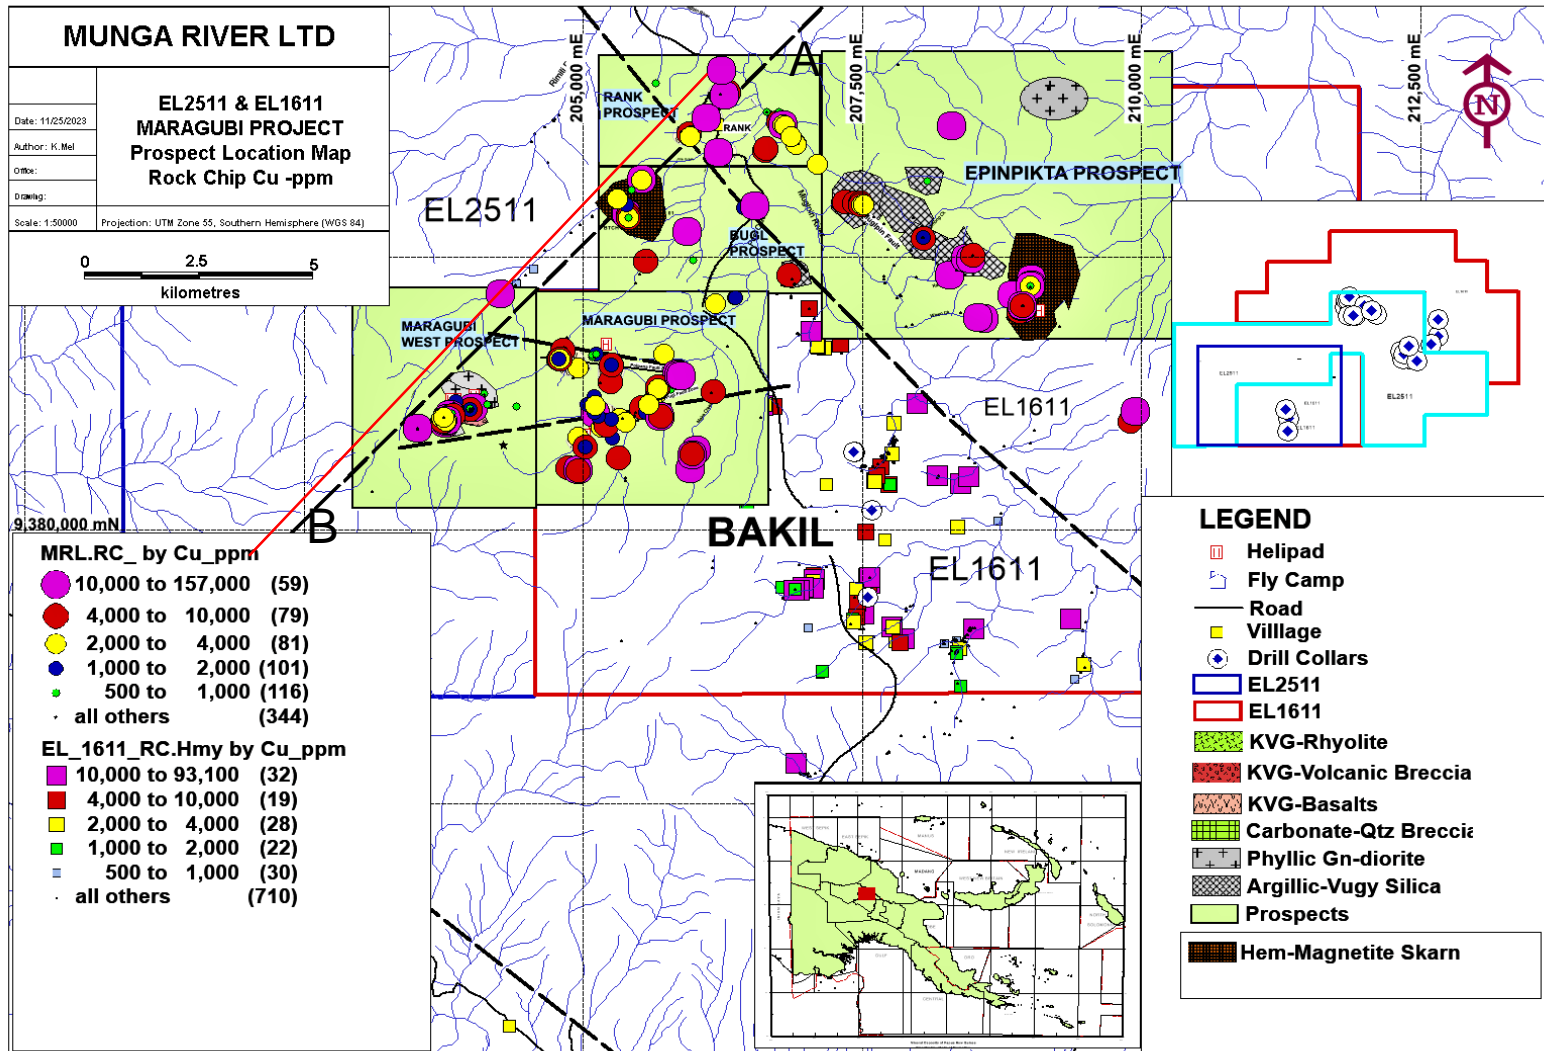 MUNGA RIVER LTD
Date: 11/25/2023
Author: K.Mel
Office:
Drawing:
Scale: 1:50000
EL2511 & EL1611
MARAGUBI PROJECT
Prospect Location Map
Rock Chip Cu -ppm
Projection: UTM Zone 55, Southern Hemisphere (WGS 84)
0 2.5 5
kilometres
205,000 mE
207,500 mE
210,000 mE
212,500 mE
N
A
RANK
PROSPECT
RANK
EPINPIKTA PROSPECT
EL2511
BUGL
PROSPECT
MARAGUBI
WEST PROSPECT
MARAGUBI PROSPECT
EL1611
EL2511
9,380,000 mN
B
BAKIL
EL1611
MRL.RC_ by Cu_ppm
10,000 to 157,000 (59)
4,000 to 10,000 (79)
2,000 to 4,000 (81)
1,000 to 2,000 (101)
500 to 1,000 (116)
all others (344)
EL_1611_RC.Hmy by Cu_ppm
10,000 to 93,100 (32)
4,000 to 10,000 (19)
2,000 to 4,000 (28)
1,000 to 2,000 (22)
500 to 1,000 (30)
all others (710)
LEGEND
H Helipad
Fly Camp
Road
Villlage
Drill Collars
EL2511
EL1611
KVG-Rhyolite
KVG-Volcanic Breccia
KVG-Basalts
Carbonate-Qtz Breccia
Phyllic Gn-diorite
Argillic-Vugy Silica
Prospects
Hem-Magnetite Skarn